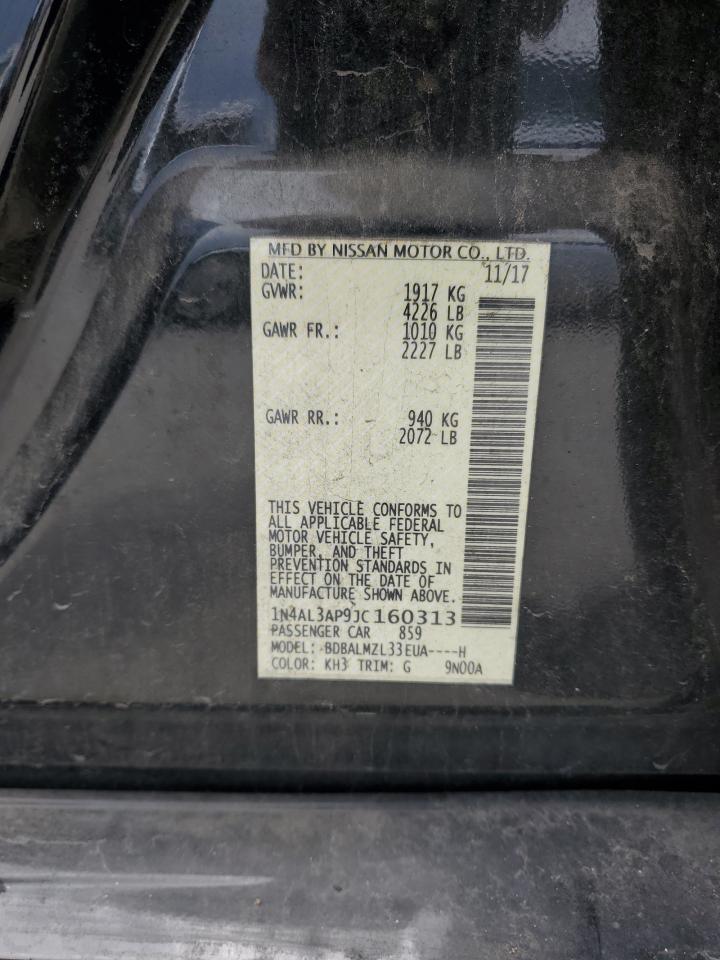 MFD BY NISSAN MOTOR CO., LTD.
DATE: 11/17
GVWR: 1917 KG
4226 LB
GAWR FR.: 1010 KG
2227 LB
GAWR RR.: 940 KG
2072 LB
THIS VEHICLE CONFORMS TO
ALL APPLICABLE FEDERAL
MOTOR VEHICLE SAFETY,
BUMPER, AND THEFT
PREVENTION STANDARDS IN
EFFECT ON THE DATE OF
MANUFACTURE SHOWN ABOVE.
1N4AL3AP9JC160313
PASSENGER CAR 859
MODEL: BDBALMZL33EUA----H
COLOR: KH3 TRIM: G 9N00A